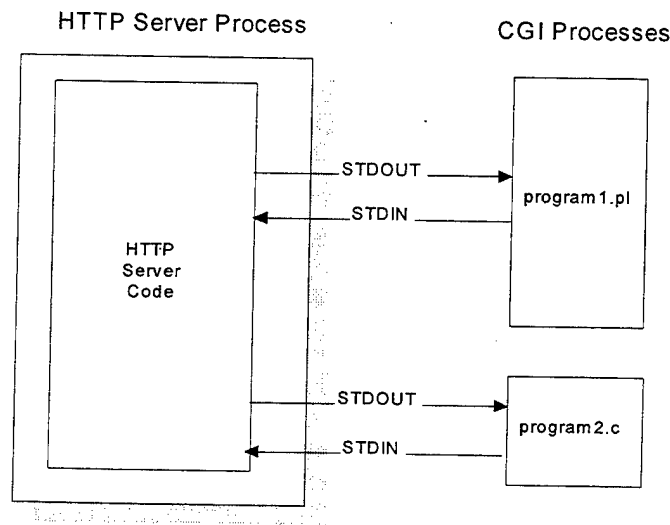 HTTP Server Process
CGI Processes
HTTP
Server
Code
STDOUT
STDIN
program1.pl
STDOUT
STDIN
program2.c